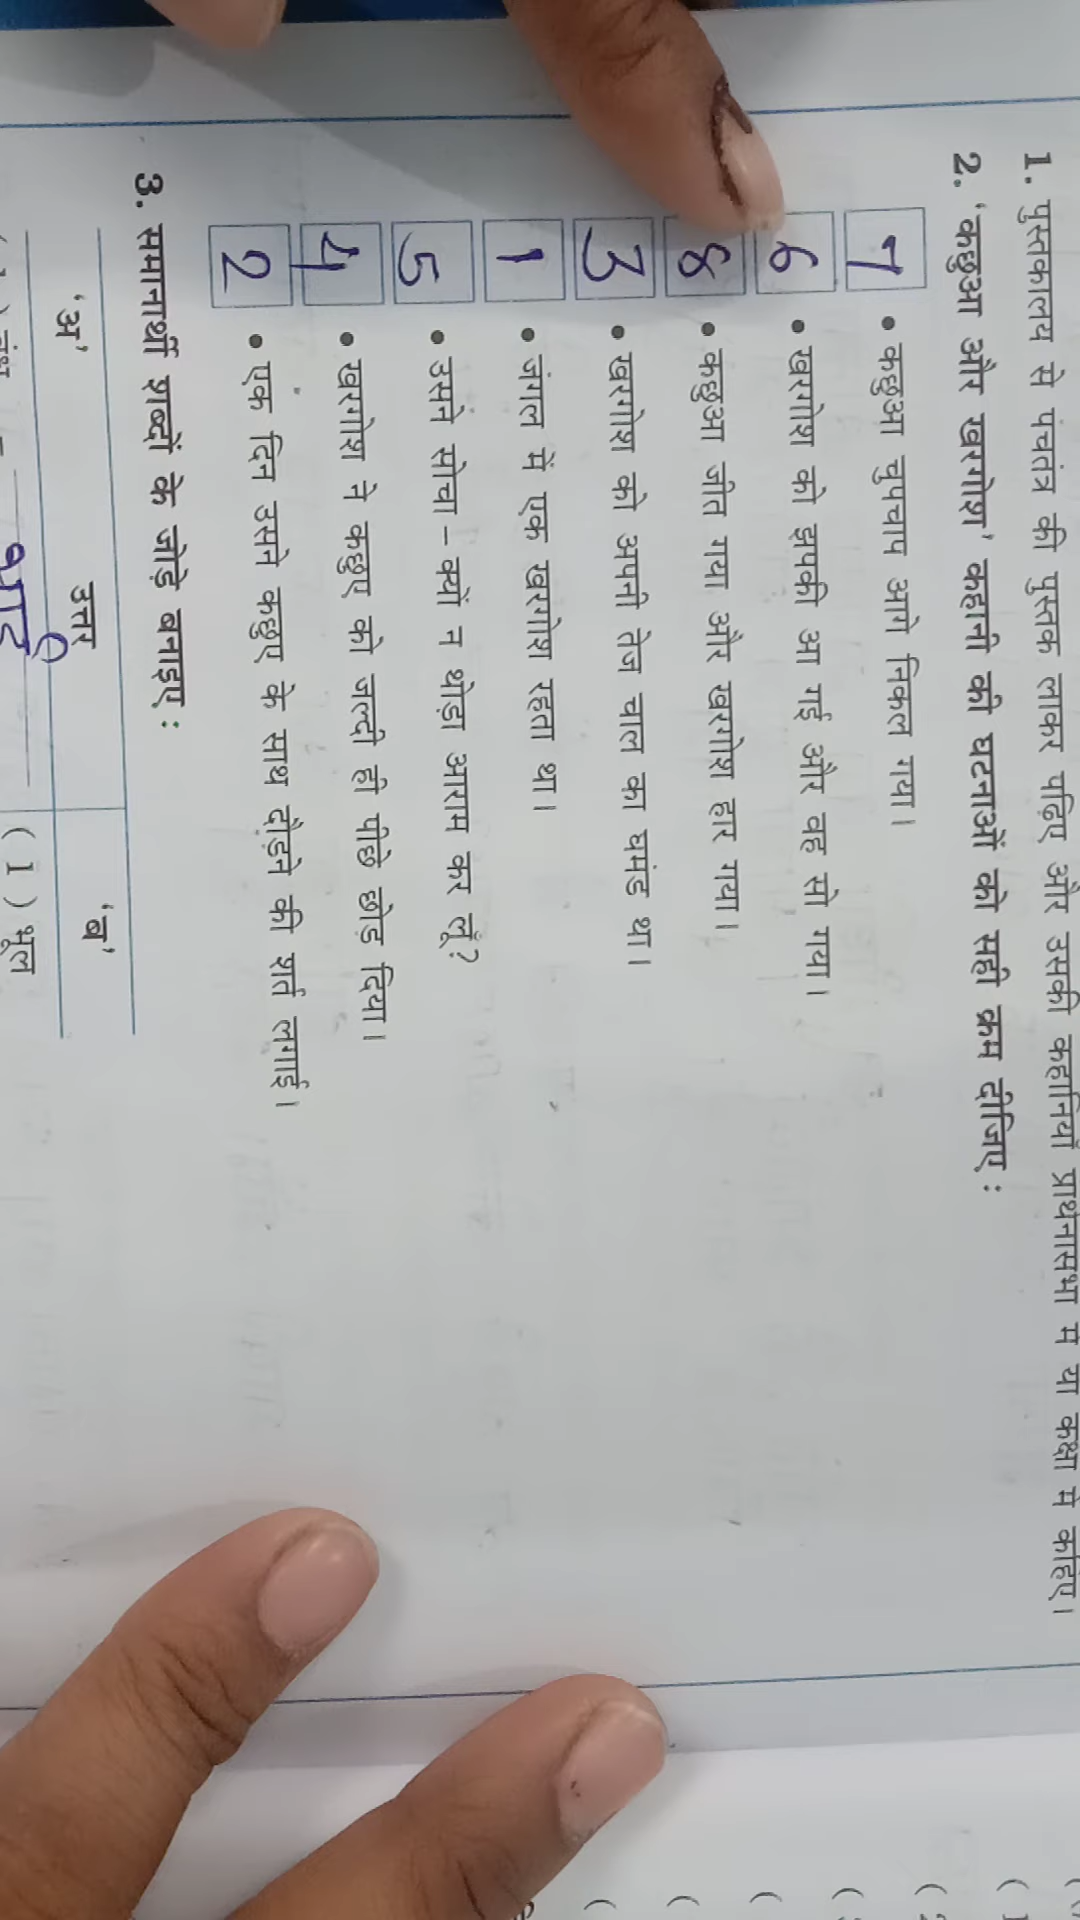 1. पुस्तकालय से पंचतंत्र की पुस्तक लाकर पढ़िए और उसकी कहानियाँ प्रार्थनासभा में या कक्षा में कहिए।
2. 'कछुआ और खरगोश' कहानी की घटनाओं को सही क्रम दीजिए :
7 • कछुआ चुपचाप आगे निकल गया।
6 • खरगोश को झपकी आ गई और वह सो गया।
8 • कछुआ जीत गया और खरगोश हार गया।
3 • खरगोश को अपनी तेज चाल का घमंड था।
1 • जंगल में एक खरगोश रहता था।
5 • उसने सोचा – क्यों न थोड़ा आराम कर लूं?
4 • खरगोश ने कछुए को जल्दी ही पीछे छोड़ दिया।
2 • एक दिन उसने कछुए के साथ दौड़ने की शर्त लगाई।
3. समानार्थी शब्दों के जोड़े बनाइए :
'अ' उत्तर 'ब'
( 1 ) भूल